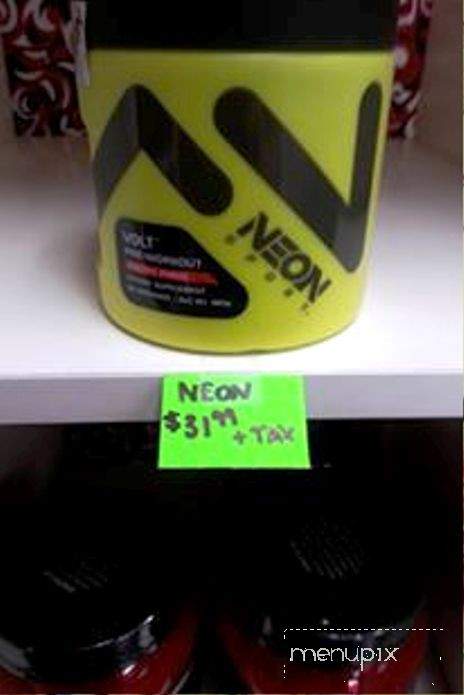 VOLT
PRE-WORKOUT
NEON
SPORT
NEON
$31.99
+ TAX
menupix